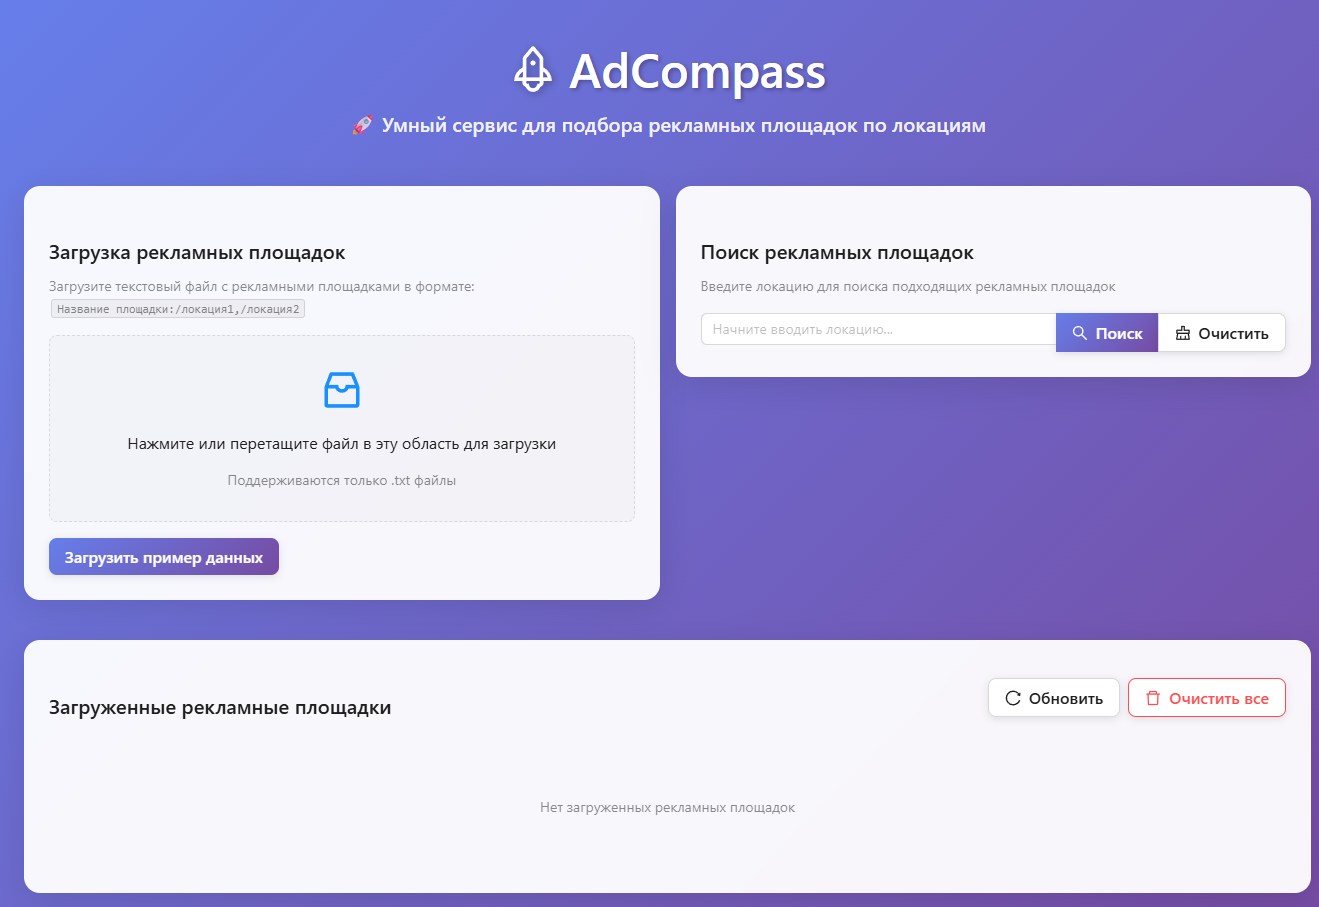 AdCompass
🚀 Умный сервис для подбора рекламных площадок по локациям
Загрузка рекламных площадок
Загрузите текстовый файл с рекламными площадками в формате:
Название площадки:/локация1,/локация2
Нажмите или перетащите файл в эту область для загрузки
Поддерживаются только .txt файлы
Загрузить пример данных
Поиск рекламных площадок
Введите локацию для поиска подходящих рекламных площадок
Начните вводить локацию...
Поиск
Очистить
Загруженные рекламные площадки
Обновить
Очистить все
Нет загруженных рекламных площадок